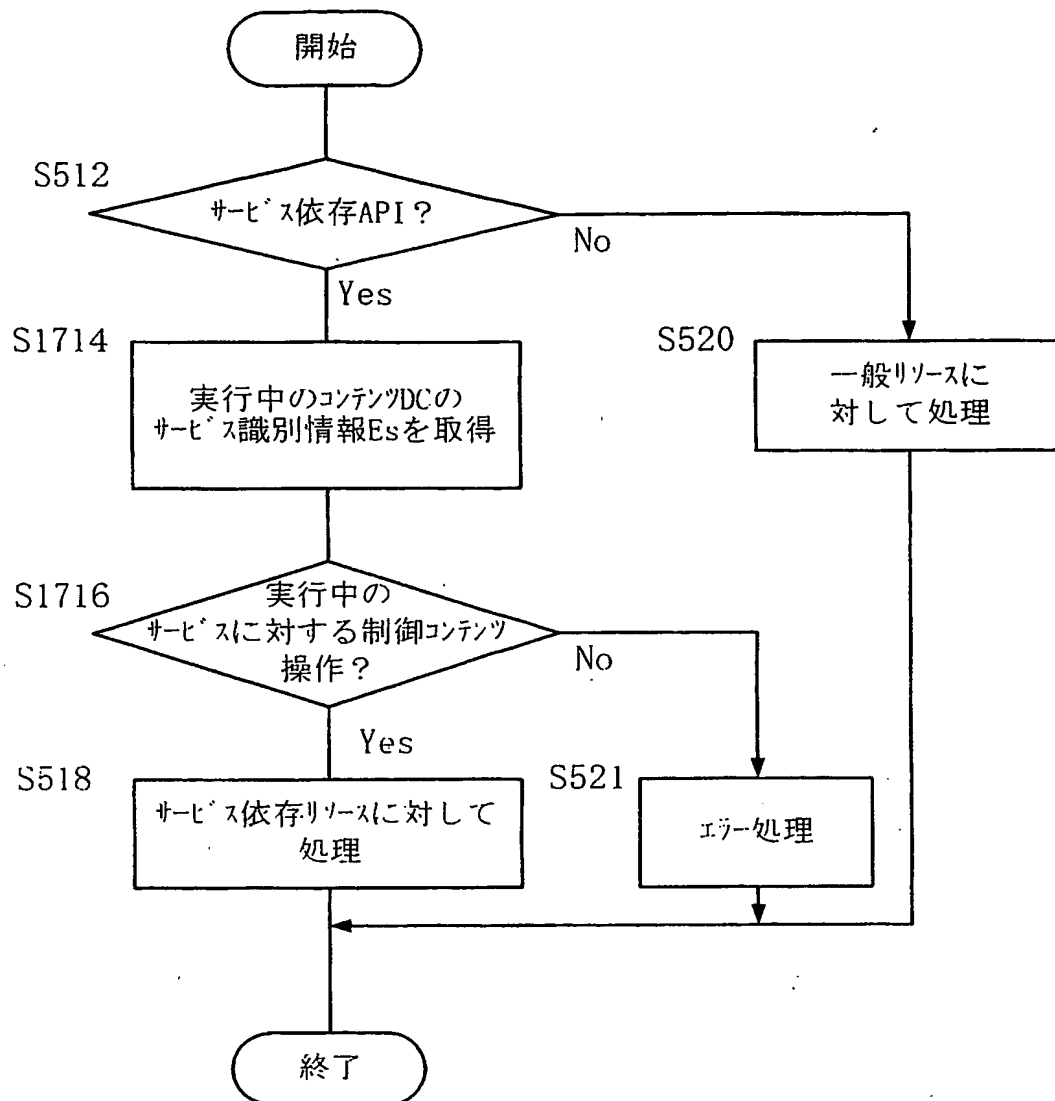 開始
S512
ｻｰﾋﾞｽ依存API？
No
Yes
S1714
実行中のｺﾝﾃﾝﾂDCの
ｻｰﾋﾞｽ識別情報Esを取得
S520
一般ﾘｿｰｽに
対して処理
S1716
実行中の
ｻｰﾋﾞｽに対する制御ｺﾝﾃﾝﾂ
操作？
No
Yes
S518
ｻｰﾋﾞｽ依存ﾘｿｰｽに対して
処理
S521
ｴﾗｰ処理
終了